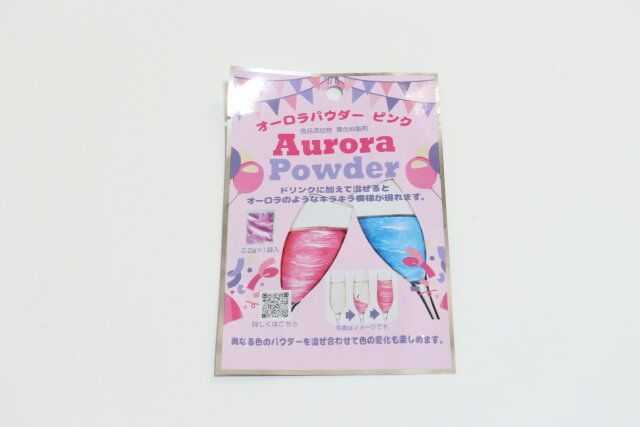 オーロラパウダー ピンク
食品添加物 着色料製剤
Aurora
Powder
ドリンクに加えて混ぜると
オーロラのようなキラキラ模様が現れます。
0.2g×1袋入
詳しくはこちら
写真はイメージです。
異なる色のパウダーを混ぜ合わせて色の変化も楽しめます。